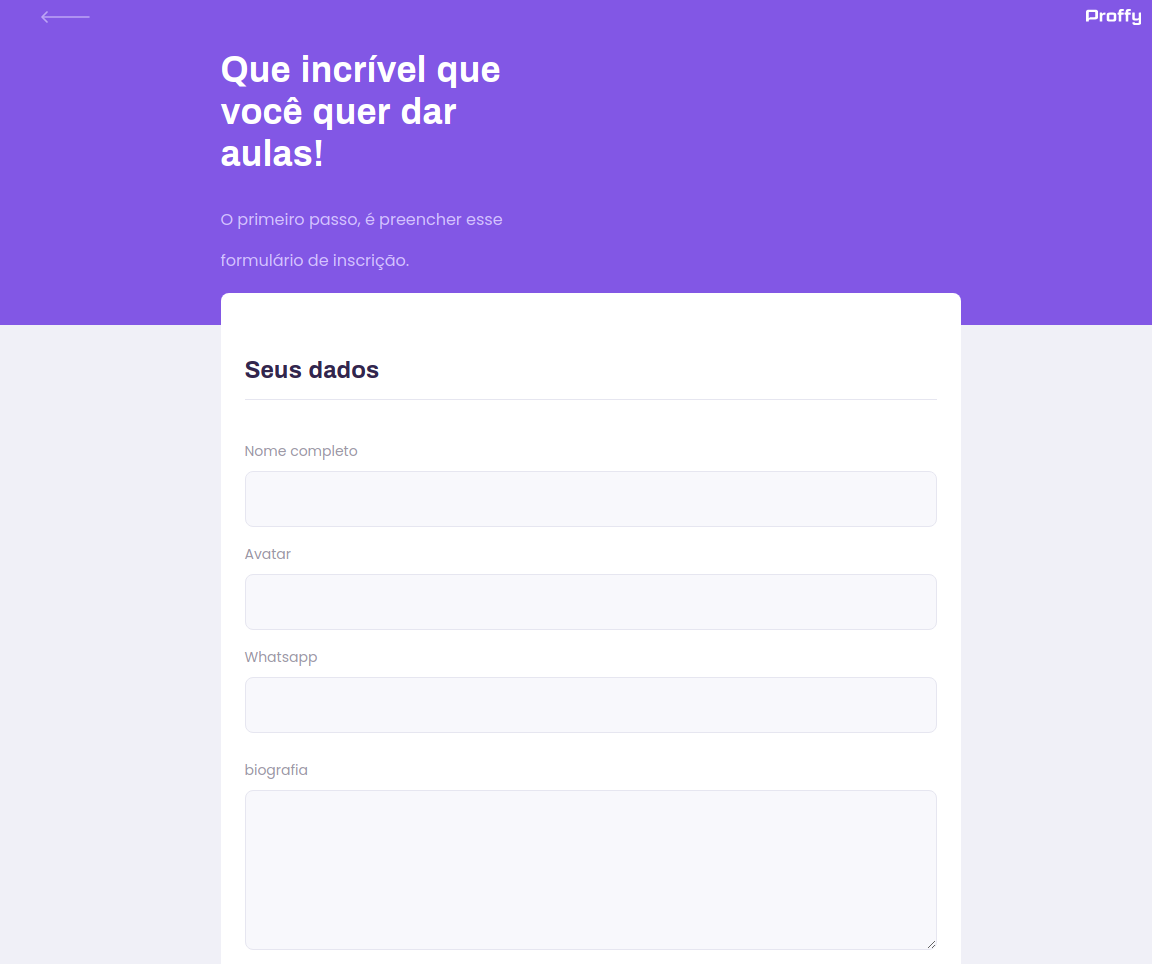 Proffy
Que incrível que
você quer dar
aulas!
O primeiro passo, é preencher esse
formulário de inscrição.
Seus dados
Nome completo
Avatar
Whatsapp
biografia